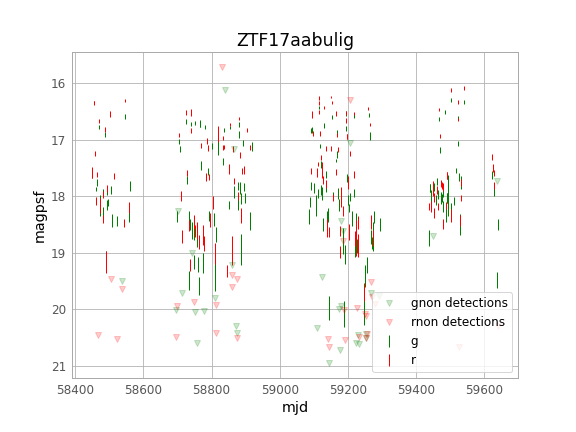 ZTF17aabulig
16
17
18
19
20
21
magpsf
58400
58600
58800
59000
59200
59400
59600
mjd
gnon detections
rnon detections
g
r